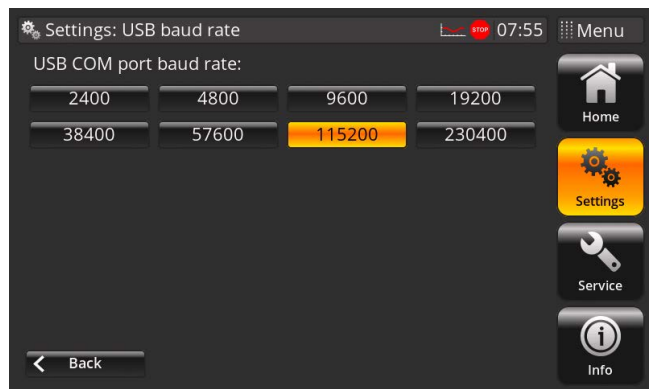 Settings: USB baud rate
STOP
07:55
Menu
USB COM port baud rate:
2400 4800 9600 19200
38400 57600 115200 230400
Home
Settings
Service
Info
Back